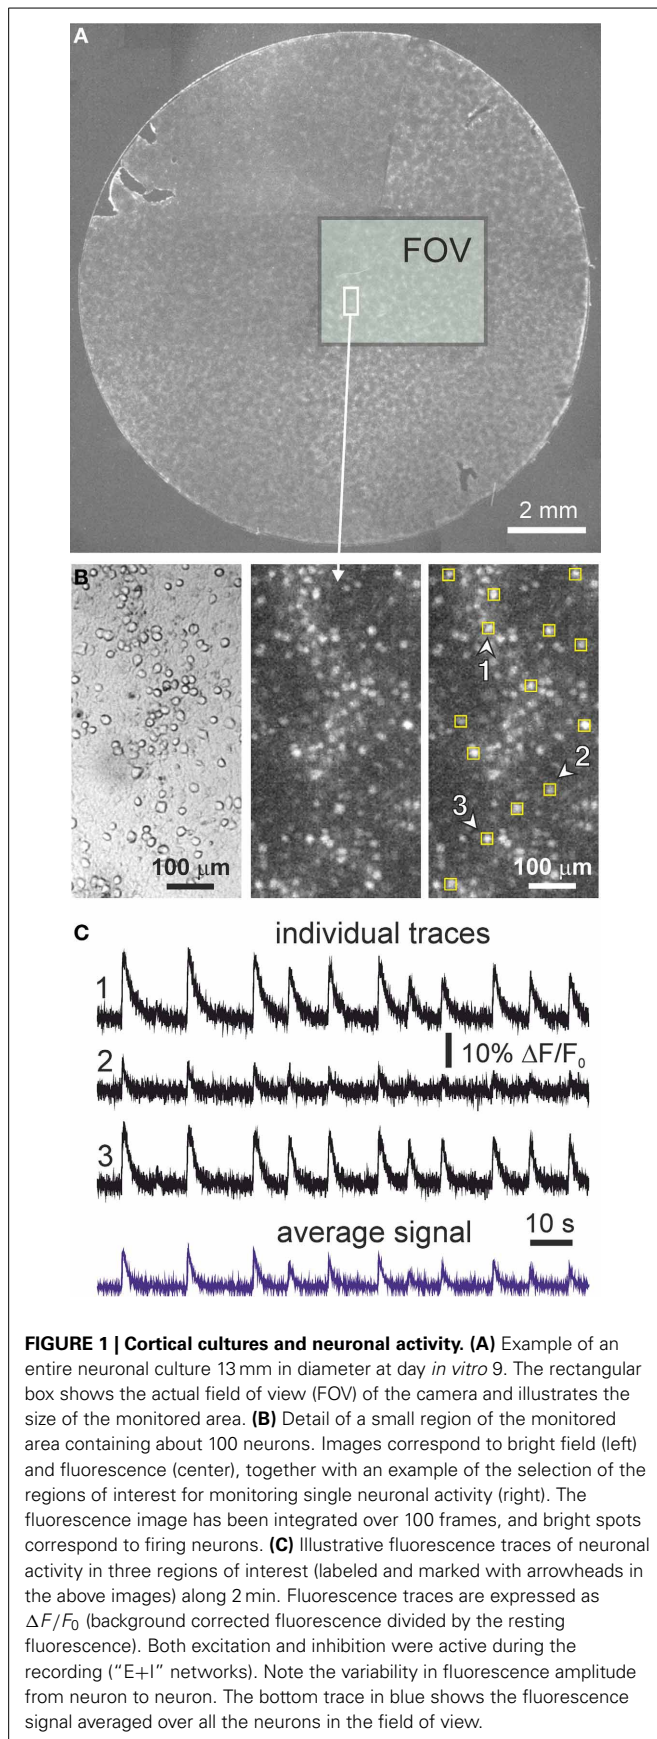 A
FOV
2 mm
B
1
2
3
100 μm
100 μm
C
individual traces
1
10% ΔF/F₀
2
3
10 s
average signal
FIGURE 1 | Cortical cultures and neuronal activity. (A) Example of an
entire neuronal culture 13 mm in diameter at day in vitro 9. The rectangular
box shows the actual field of view (FOV) of the camera and illustrates the
size of the monitored area. (B) Detail of a small region of the monitored
area containing about 100 neurons. Images correspond to bright field (left)
and fluorescence (center), together with an example of the selection of the
regions of interest for monitoring single neuronal activity (right). The
fluorescence image has been integrated over 100 frames, and bright spots
correspond to firing neurons. (C) Illustrative fluorescence traces of neuronal
activity in three regions of interest (labeled and marked with arrowheads in
the above images) along 2 min. Fluorescence traces are expressed as
ΔF/F₀ (background corrected fluorescence divided by the resting
fluorescence). Both excitation and inhibition were active during the
recording (“E+I” networks). Note the variability in fluorescence amplitude
from neuron to neuron. The bottom trace in blue shows the fluorescence
signal averaged over all the neurons in the field of view.